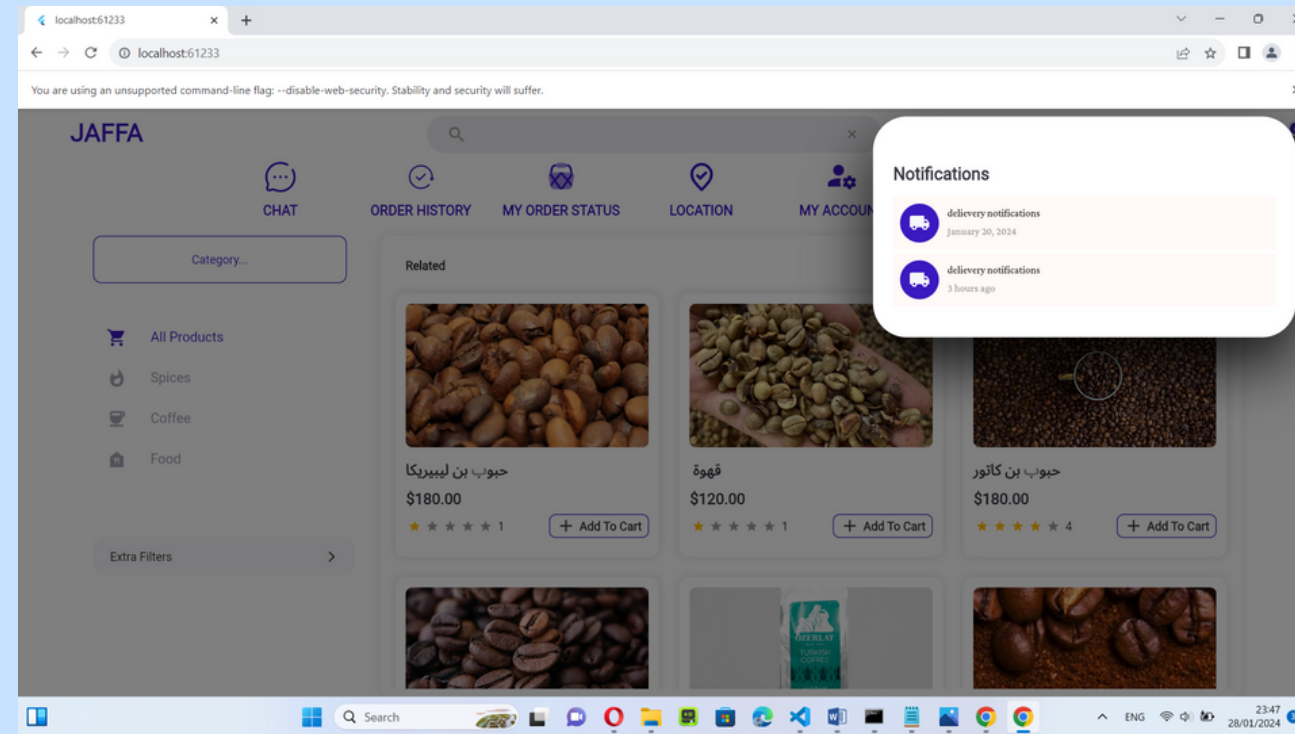 localhost:61233
localhost:61233
You are using an unsupported command-line flag: --disable-web-security. Stability and security will suffer.
JAFFA
CHAT
ORDER HISTORY
MY ORDER STATUS
LOCATION
MY ACCOUN
Notifications
delievery notifications
January 20, 2024
delievery notifications
3 hours ago
Category...
All Products
Spices
Coffee
Food
Extra Filters
Related
حبوب بن ليبيريكا
$180.00
1
+ Add To Cart
قهوة
$120.00
1
+ Add To Cart
حبوب بن كاتور
$180.00
4
+ Add To Cart
ÖZERLAT
TURKISH
COFFEE
Search
ENG
23:47
28/01/2024